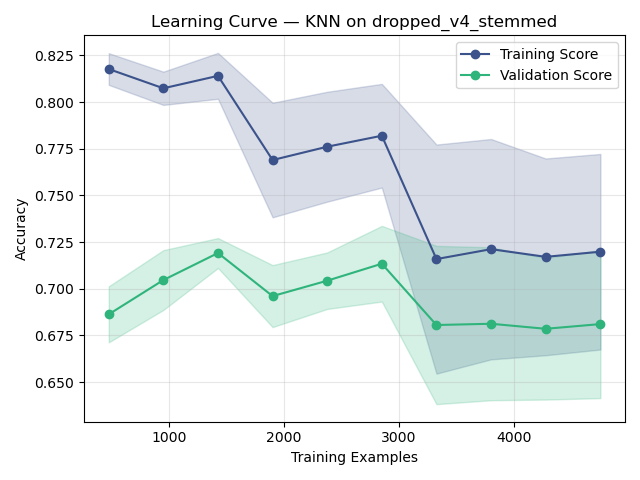 Learning Curve — KNN on dropped_v4_stemmed
Training Score
Validation Score
Accuracy
0.825
0.800
0.775
0.750
0.725
0.700
0.675
0.650
1000 2000 3000 4000
Training Examples